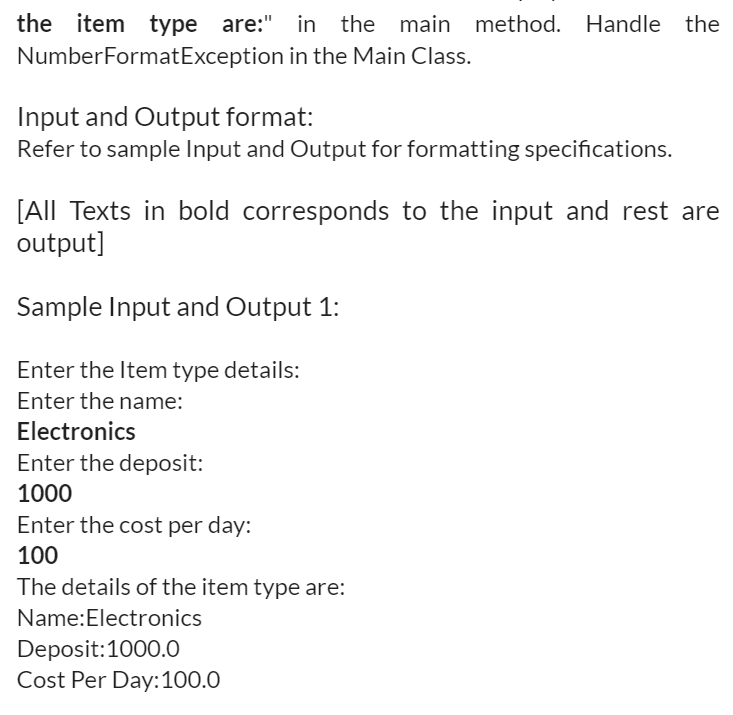 the item type are:" in the main method. Handle the
NumberFormatException in the Main Class.
Input and Output format:
Refer to sample Input and Output for formatting specifications.
[All Texts in bold corresponds to the input and rest are
output]
Sample Input and Output 1:
Enter the Item type details:
Enter the name:
Electronics
Enter the deposit:
1000
Enter the cost per day:
100
The details of the item type are:
Name:Electronics
Deposit:1000.0
Cost Per Day:100.0